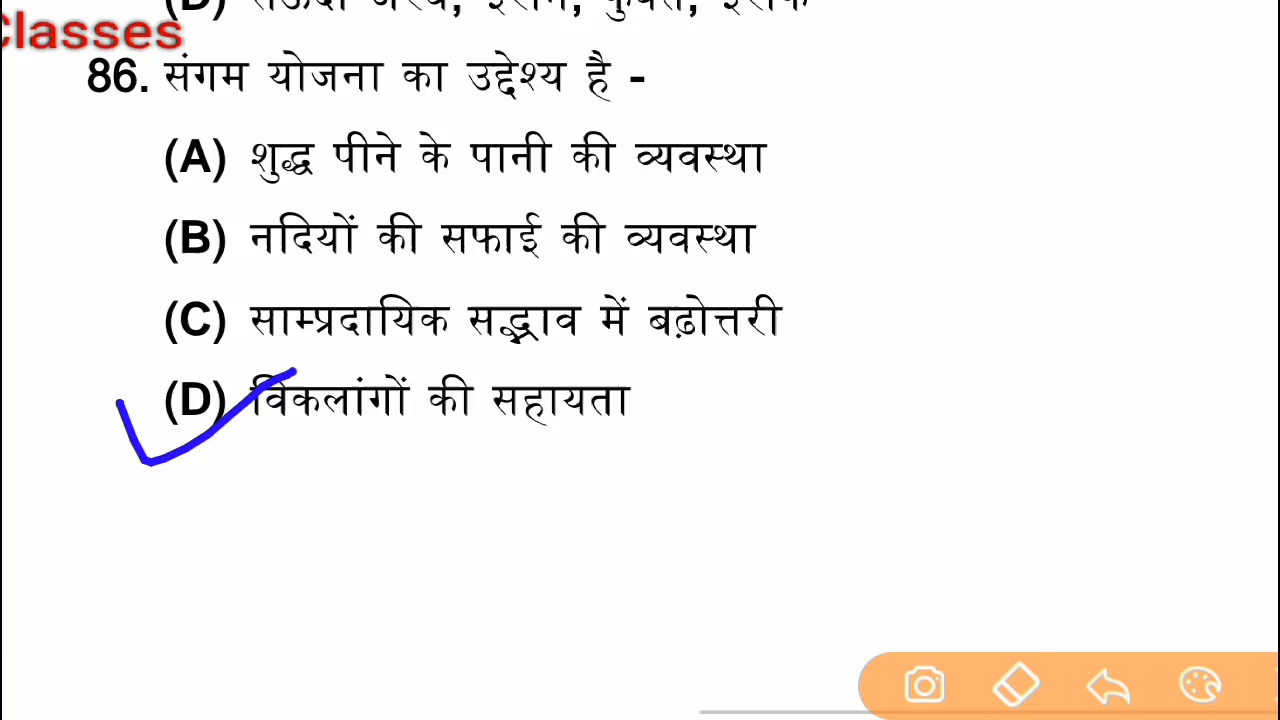 Classes
86. संगम योजना का उद्देश्य है -
(A) शुद्ध पीने के पानी की व्यवस्था
(B) नदियों की सफाई की व्यवस्था
(C) साम्प्रदायिक सद्भाव में बढ़ोत्तरी
(D) विकलांगों की सहायता